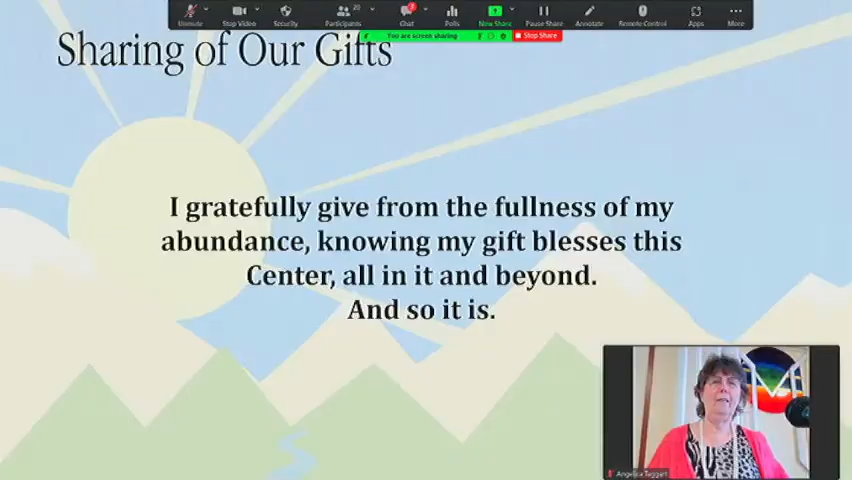 Unmute
Stop Video
Security
Participants
20
Chat
Polls
New Share
Pause Share
Annotate
Remote Control
Apps
More
You are screen sharing
Stop Share
Sharing of Our Gifts
I gratefully give from the fullness of my
abundance, knowing my gift blesses this
Center, all in it and beyond.
And so it is.
Angelica Taggart